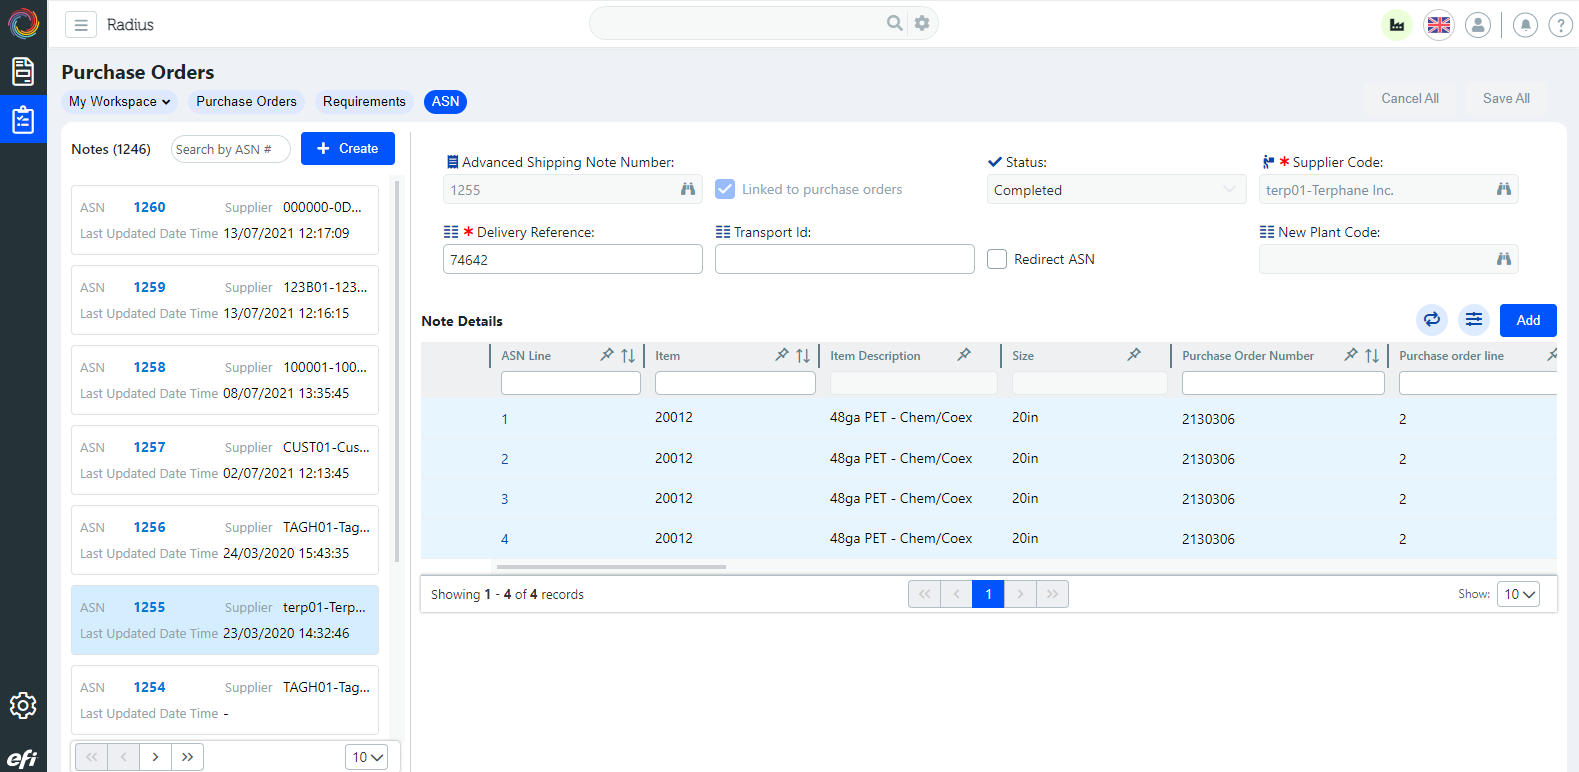 Radius
Purchase Orders
My Workspace
Purchase Orders
Requirements
ASN
Cancel All
Save All
Notes (1246)
Search by ASN #
+ Create
ASN 1260 Supplier 000000-0D...
Last Updated Date Time 13/07/2021 12:17:09
ASN 1259 Supplier 123B01-123...
Last Updated Date Time 13/07/2021 12:16:15
ASN 1258 Supplier 100001-100...
Last Updated Date Time 08/07/2021 13:35:45
ASN 1257 Supplier CUST01-Cus...
Last Updated Date Time 02/07/2021 12:13:45
ASN 1256 Supplier TAGH01-Tag...
Last Updated Date Time 24/03/2020 15:43:35
ASN 1255 Supplier terp01-Terp...
Last Updated Date Time 23/03/2020 14:32:46
ASN 1254 Supplier TAGH01-Tag...
Last Updated Date Time -
10
efi
Advanced Shipping Note Number:
1255
Linked to purchase orders
Status:
Completed
* Supplier Code:
terp01-Terphane Inc.
* Delivery Reference:
74642
Transport Id:
Redirect ASN
New Plant Code:
Note Details
Add
ASN Line Item Item Description Size Purchase Order Number Purchase order line
1 20012 48ga PET - Chem/Coex 20in 2130306 2
2 20012 48ga PET - Chem/Coex 20in 2130306 2
3 20012 48ga PET - Chem/Coex 20in 2130306 2
4 20012 48ga PET - Chem/Coex 20in 2130306 2
Showing 1 - 4 of 4 records
1
Show: 10